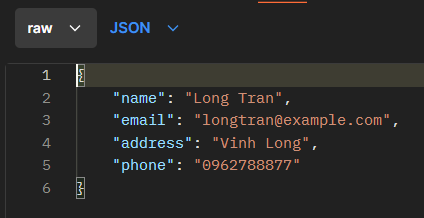 raw JSON
1 {
2 "name": "Long Tran",
3 "email": "longtran@example.com",
4 "address": "Vinh Long",
5 "phone": "0962788877"
6 }